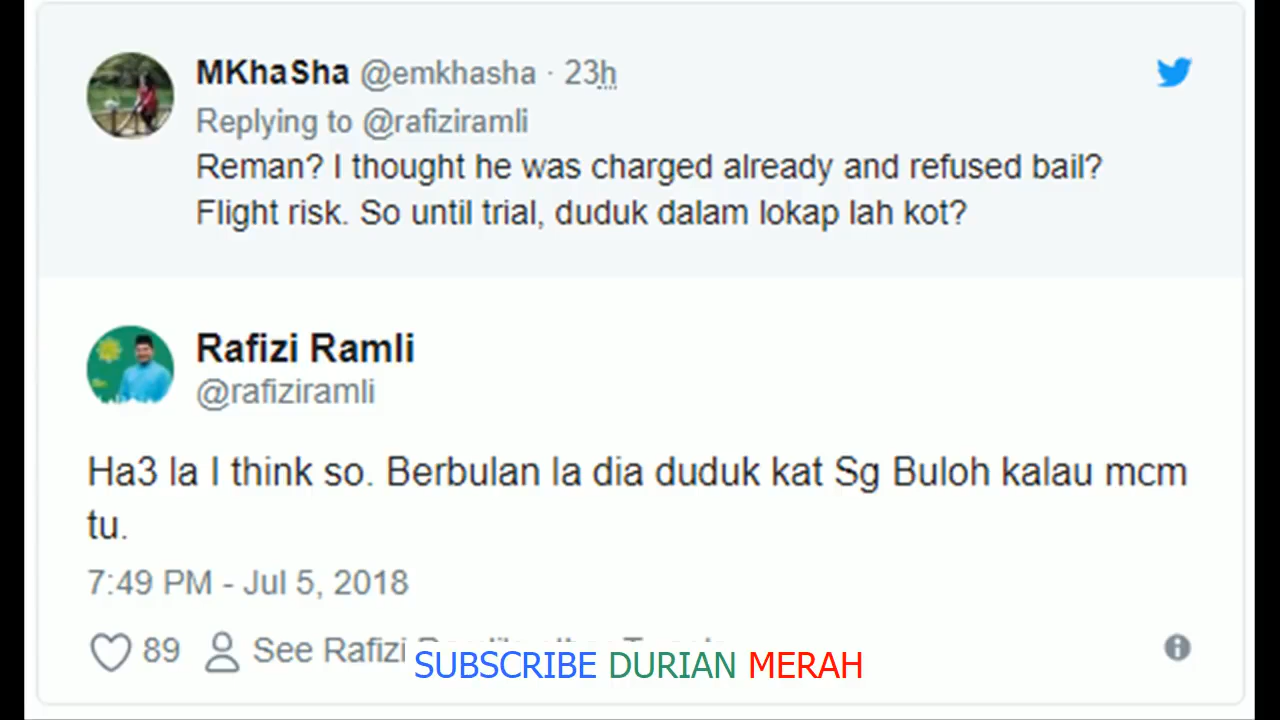 MKhaSha @emkhasha · 23h
Replying to @rafiziramli
Reman? I thought he was charged already and refused bail?
Flight risk. So until trial, duduk dalam lokap lah kot?
Rafizi Ramli
@rafiziramli
Ha3 la I think so. Berbulan la dia duduk kat Sg Buloh kalau mcm
tu.
7:49 PM - Jul 5, 2018
89 See Rafizi
SUBSCRIBE DURIAN MERAH